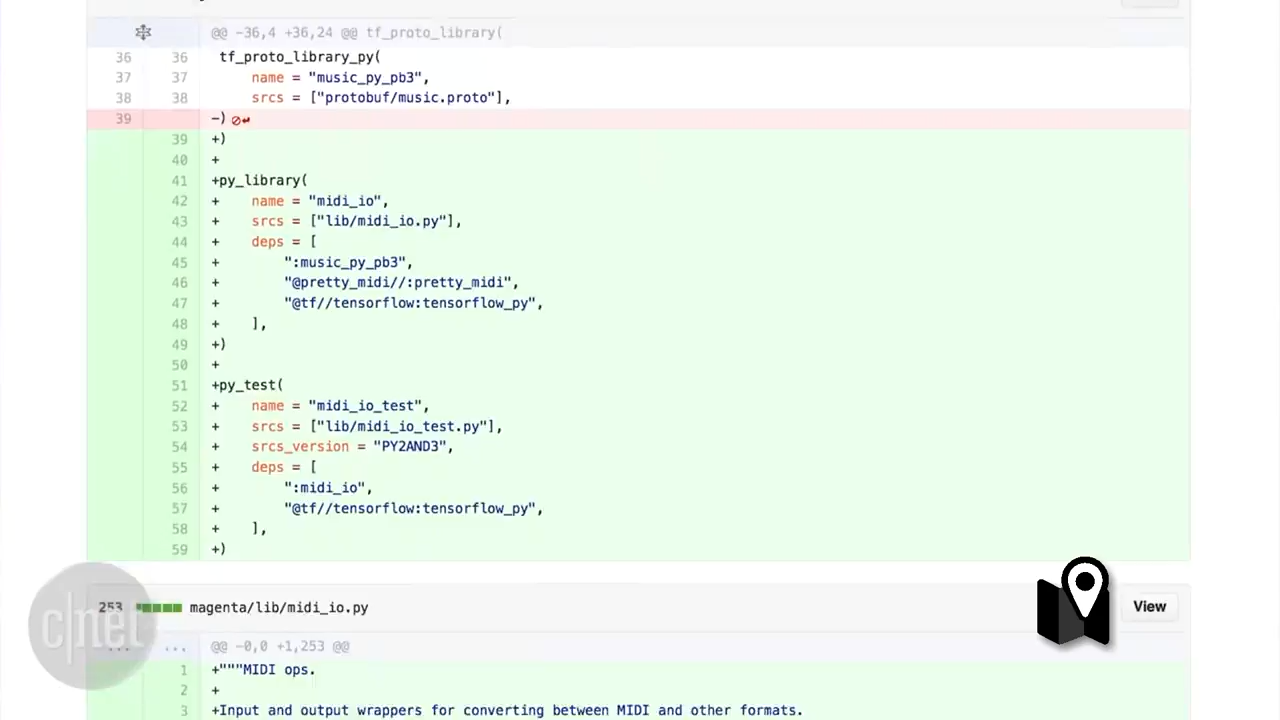 @@ -36,4 +36,24 @@ tf_proto_library(
36 36 tf_proto_library_py(
37 37 name = "music_py_pb3",
38 38 srcs = ["protobuf/music.proto"],
39 -)
39 +)
40 +
41 +py_library(
42 + name = "midi_io",
43 + srcs = ["lib/midi_io.py"],
44 + deps = [
45 + ":music_py_pb3",
46 + "@pretty_midi//:pretty_midi",
47 + "@tf//tensorflow:tensorflow_py",
48 + ],
49 +)
50 +
51 +py_test(
52 + name = "midi_io_test",
53 + srcs = ["lib/midi_io_test.py"],
54 + srcs_version = "PY2AND3",
55 + deps = [
56 + ":midi_io",
57 + "@tf//tensorflow:tensorflow_py",
58 + ],
59 +)
253 magenta/lib/midi_io.py View
c|net
... ... @@ -0,0 +1,253 @@
1 +"""MIDI ops.
2 +
3 +Input and output wrappers for converting between MIDI and other formats.